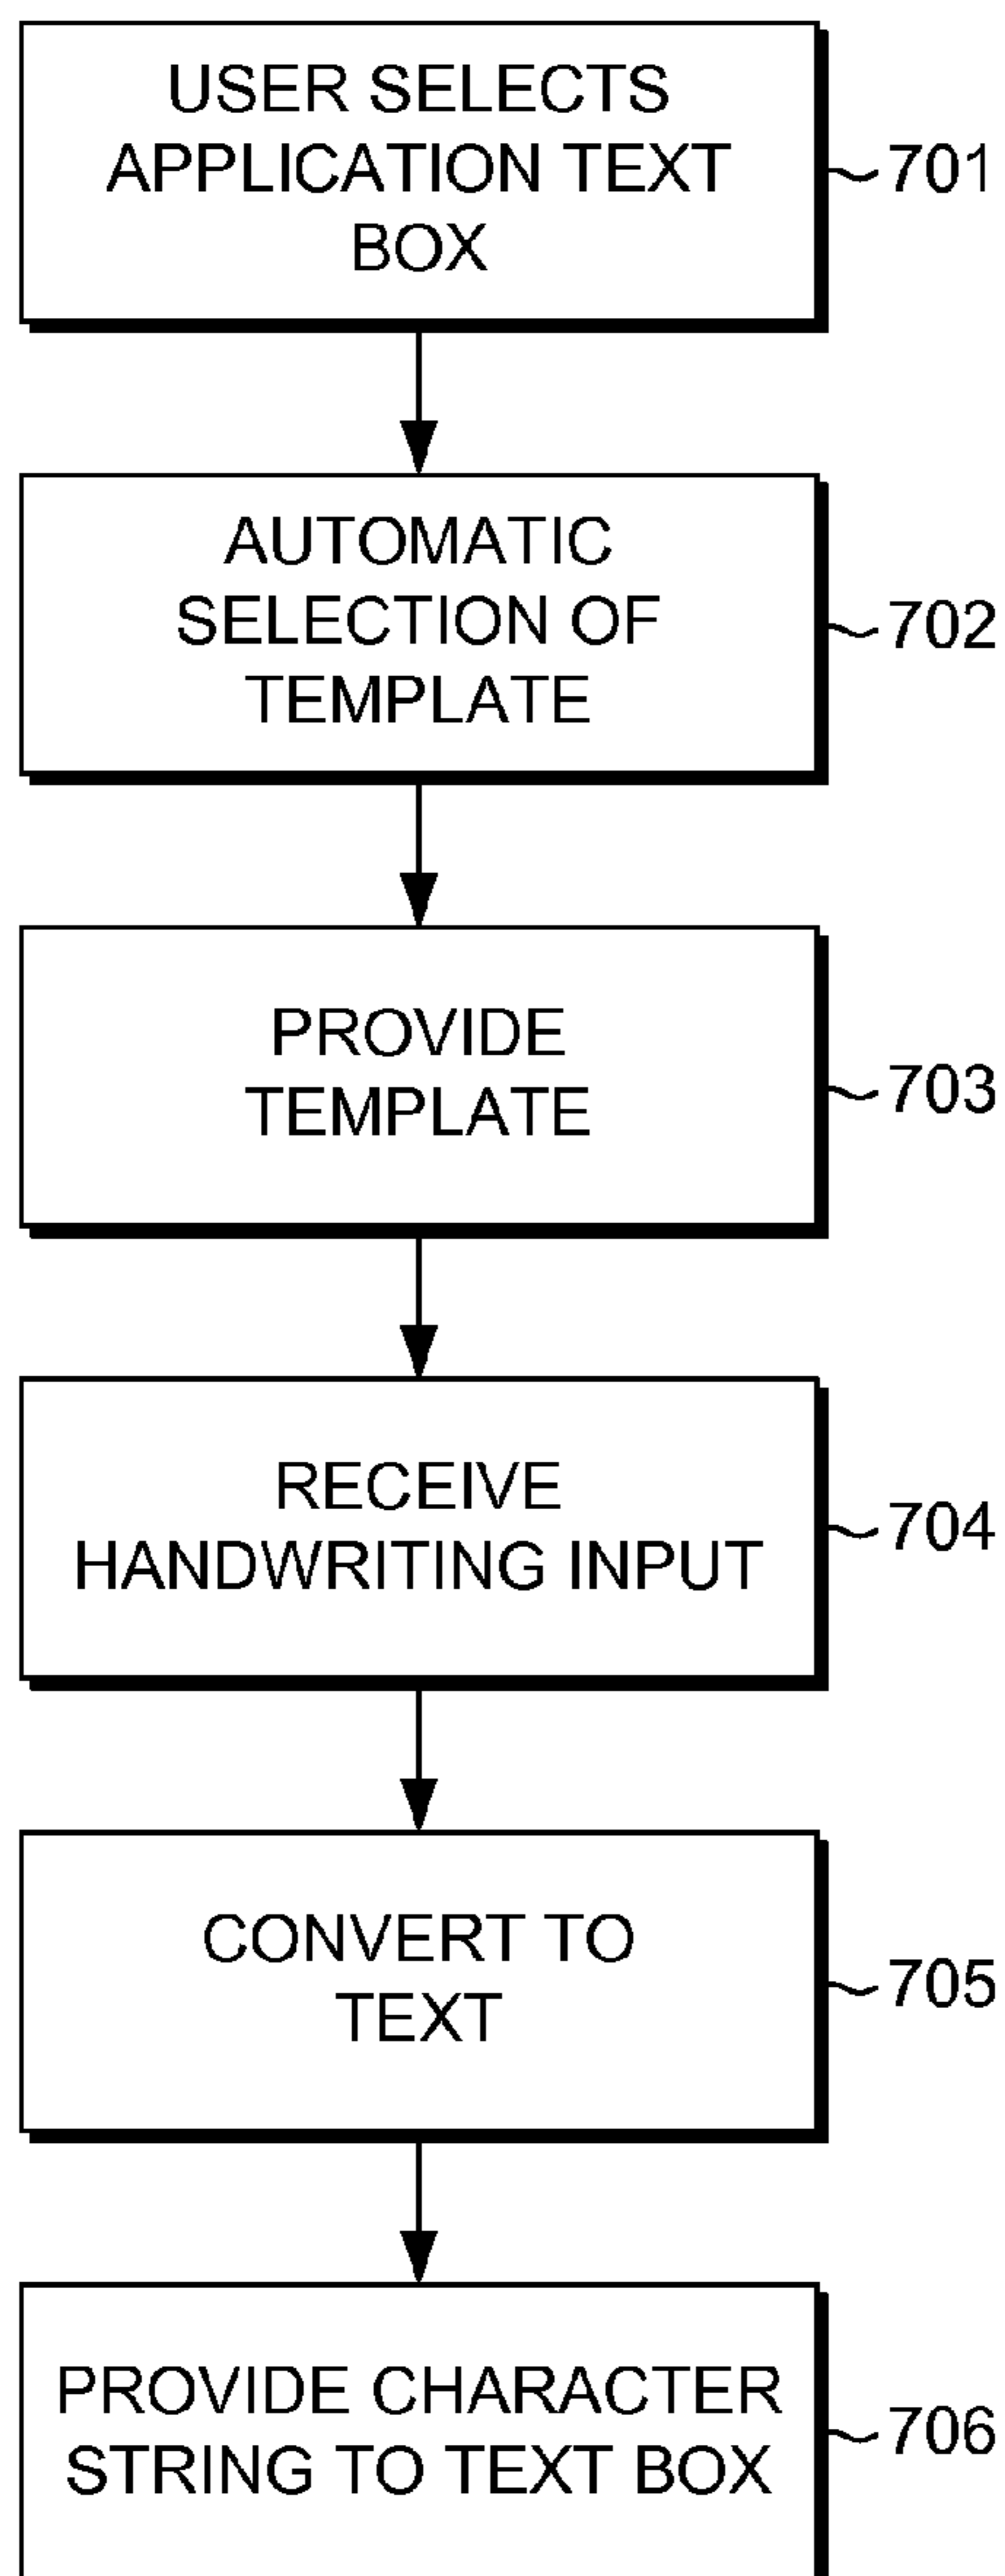 USER SELECTS
APPLICATION TEXT
BOX
701
AUTOMATIC
SELECTION OF
TEMPLATE
702
PROVIDE
TEMPLATE
703
RECEIVE
HANDWRITING INPUT
704
CONVERT TO
TEXT
705
PROVIDE CHARACTER
STRING TO TEXT BOX
706